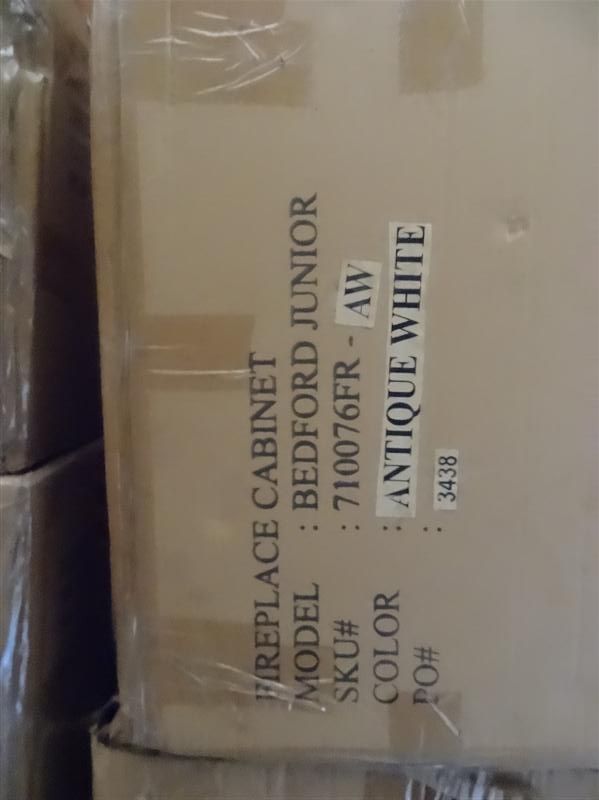 FIREPLACE CABINET
MODEL : BEDFORD JUNIOR
SKU# : 710076FR - AW
COLOR : ANTIQUE WHITE
PO# : 3438